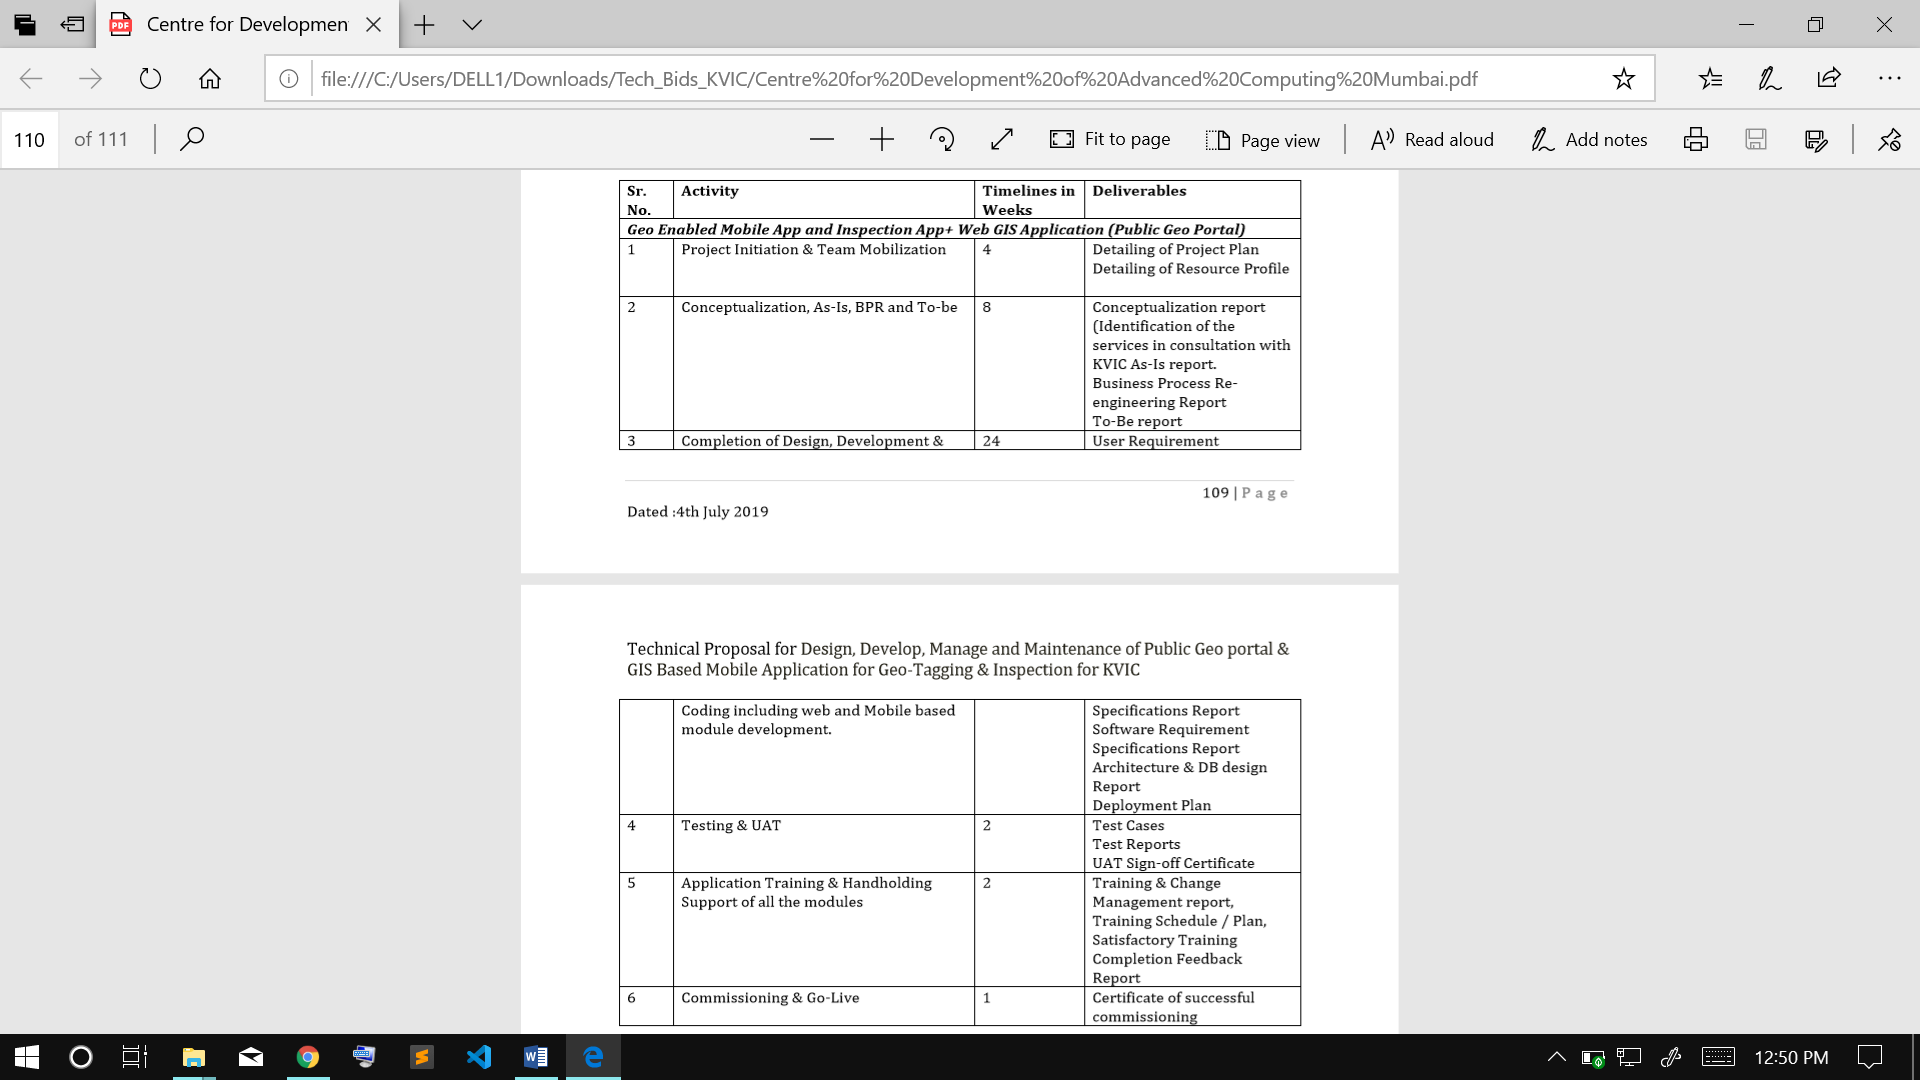 Centre for Developmen
file:///C:/Users/DELL1/Downloads/Tech_Bids_KVIC/Centre%20for%20Development%20of%20Advanced%20Computing%20Mumbai.pdf
110 of 111 Fit to page Page view Read aloud Add notes
Sr. No. Activity Timelines in Weeks Deliverables
Geo Enabled Mobile App and Inspection App+ Web GIS Application (Public Geo Portal)
1 Project Initiation & Team Mobilization 4 Detailing of Project Plan
Detailing of Resource Profile
2 Conceptualization, As-Is, BPR and To-be 8 Conceptualization report
(Identification of the
services in consultation with
KVIC As-Is report.
Business Process Re-
engineering Report
To-Be report
3 Completion of Design, Development & 24 User Requirement
109 | Page
Dated :4th July 2019
Technical Proposal for Design, Develop, Manage and Maintenance of Public Geo portal &
GIS Based Mobile Application for Geo-Tagging & Inspection for KVIC
Coding including web and Mobile based Specifications Report
module development. Software Requirement
Specifications Report
Architecture & DB design
Report
Deployment Plan
4 Testing & UAT 2 Test Cases
Test Reports
UAT Sign-off Certificate
5 Application Training & Handholding 2 Training & Change
Support of all the modules Management report,
Training Schedule / Plan,
Satisfactory Training
Completion Feedback
Report
6 Commissioning & Go-Live 1 Certificate of successful
commissioning
12:50 PM